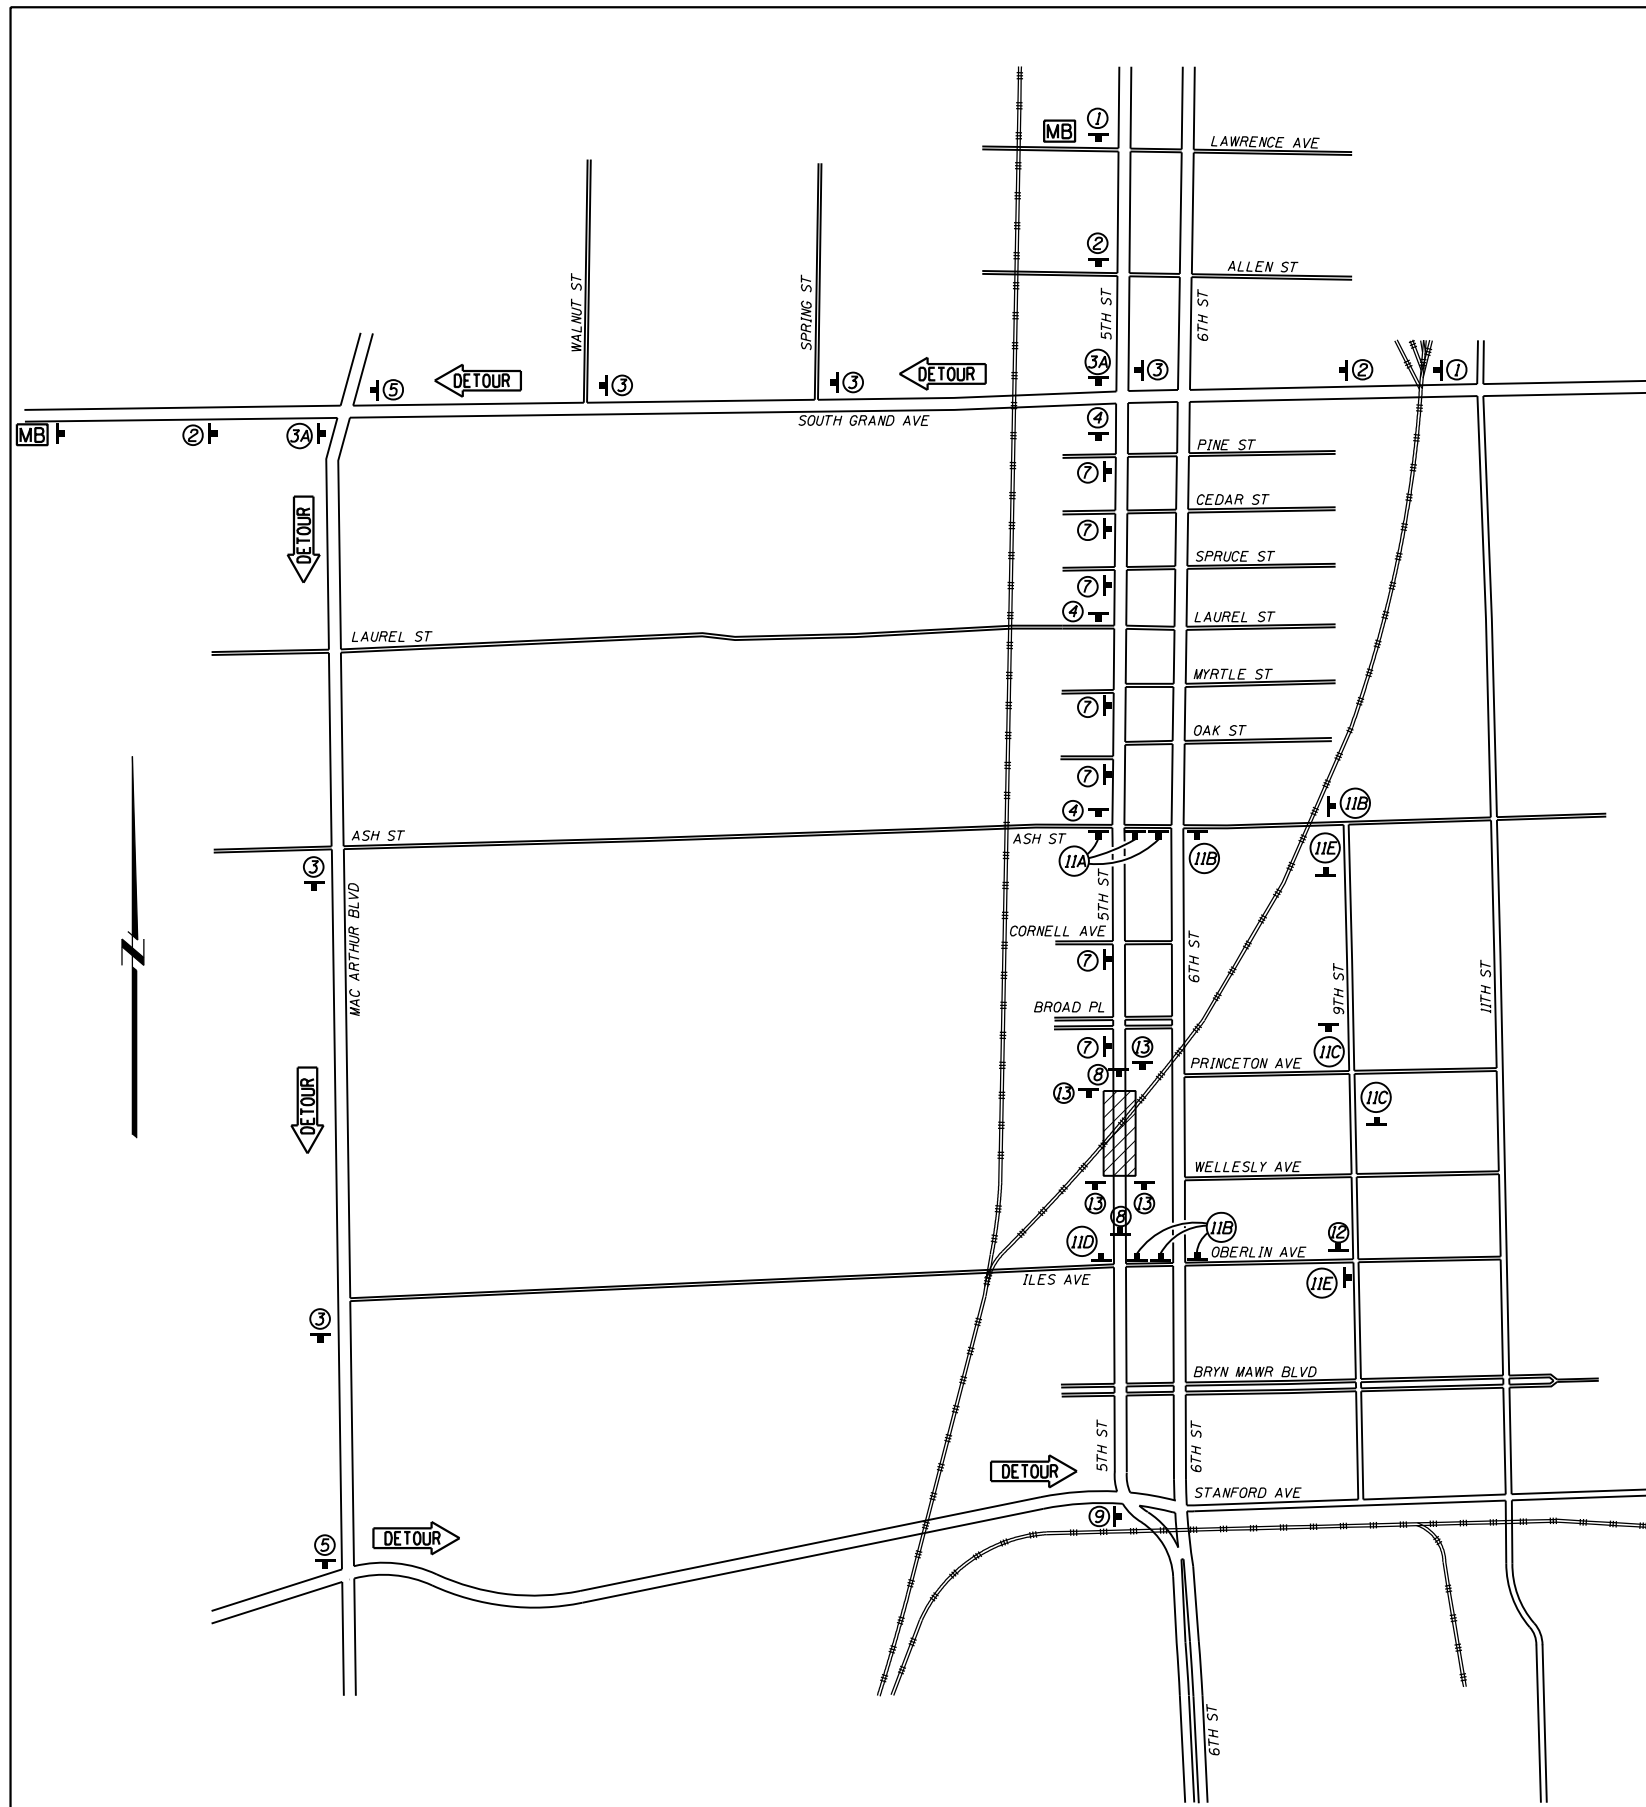 1
MB
LAWRENCE AVE
2
ALLEN ST
WALNUT ST
SPRING ST
5TH ST
6TH ST
5
DETOUR
3
3
DETOUR
3A
3
2
1
MB
2
3A
SOUTH GRAND AVE
4
PINE ST
7
CEDAR ST
7
DETOUR
SPRUCE ST
7
4
LAUREL ST
LAUREL ST
MYRTLE ST
7
OAK ST
7
4
11B
ASH ST
ASH ST
11A
11B
11E
3
MAC ARTHUR BLVD
5TH ST
CORNELL AVE
7
6TH ST
9TH ST
11TH ST
BROAD PL
7
13
11C
PRINCETON AVE
8
13
11C
DETOUR
WELLESLY AVE
13
13
8
11B
11D
12
OBERLIN AVE
ILES AVE
11E
3
BRYN MAWR BLVD
5TH ST
6TH ST
DETOUR
STANFORD AVE
9
5
DETOUR
6TH ST
N